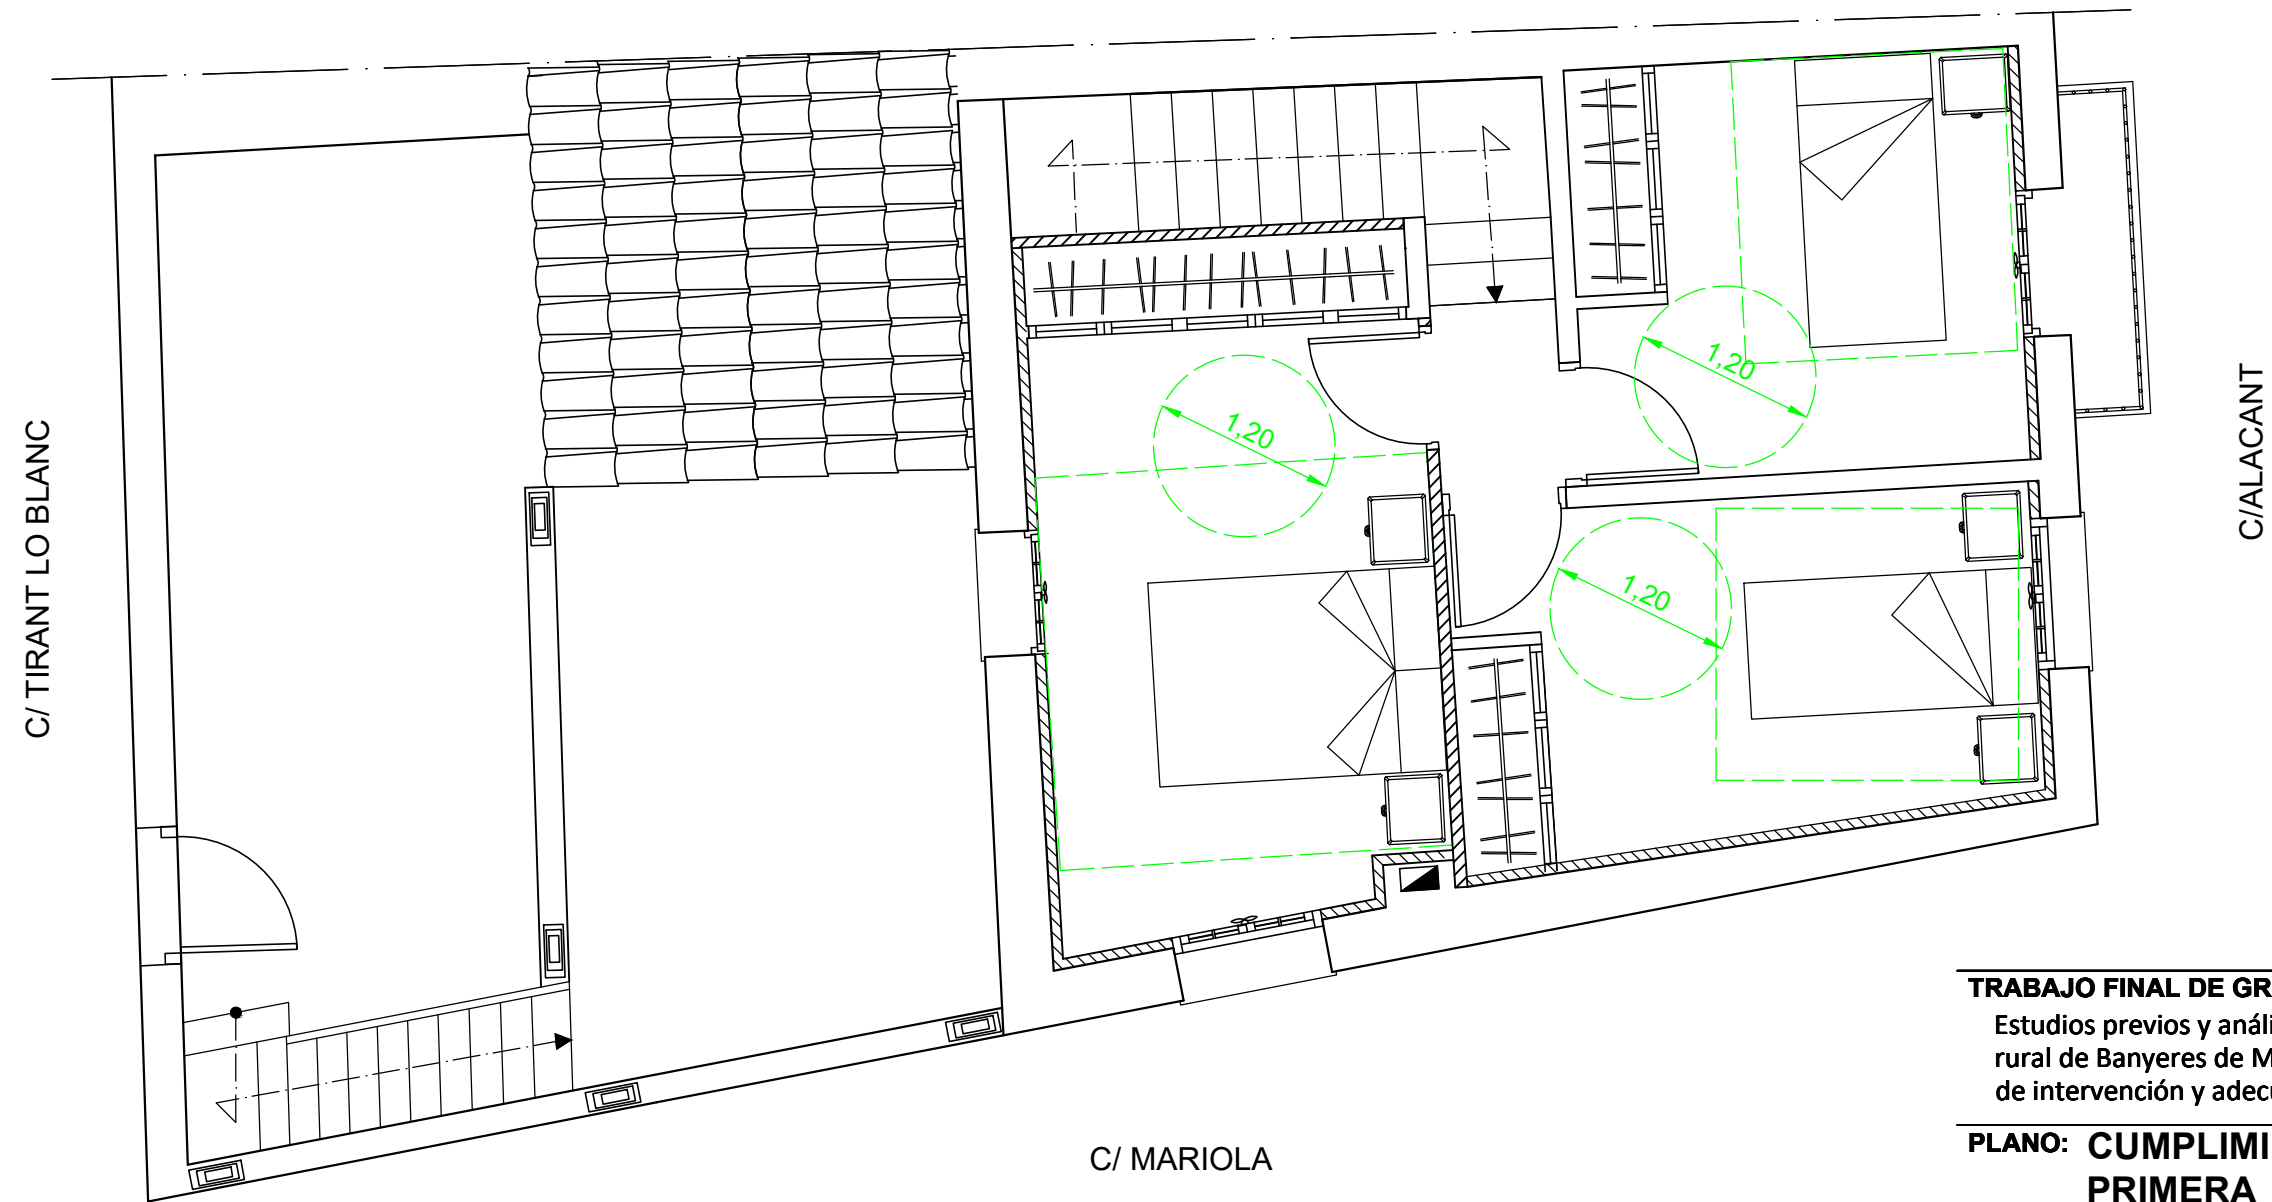 C/ TIRANT LO BLANC
1,20
1,20
1,20
C/ALACANT
C/ MARIOLA
TRABAJO FINAL DE GR
Estudios previos y análi
rural de Banyeres de M
de intervención y adec
PLANO: CUMPLIMI
PRIMERA